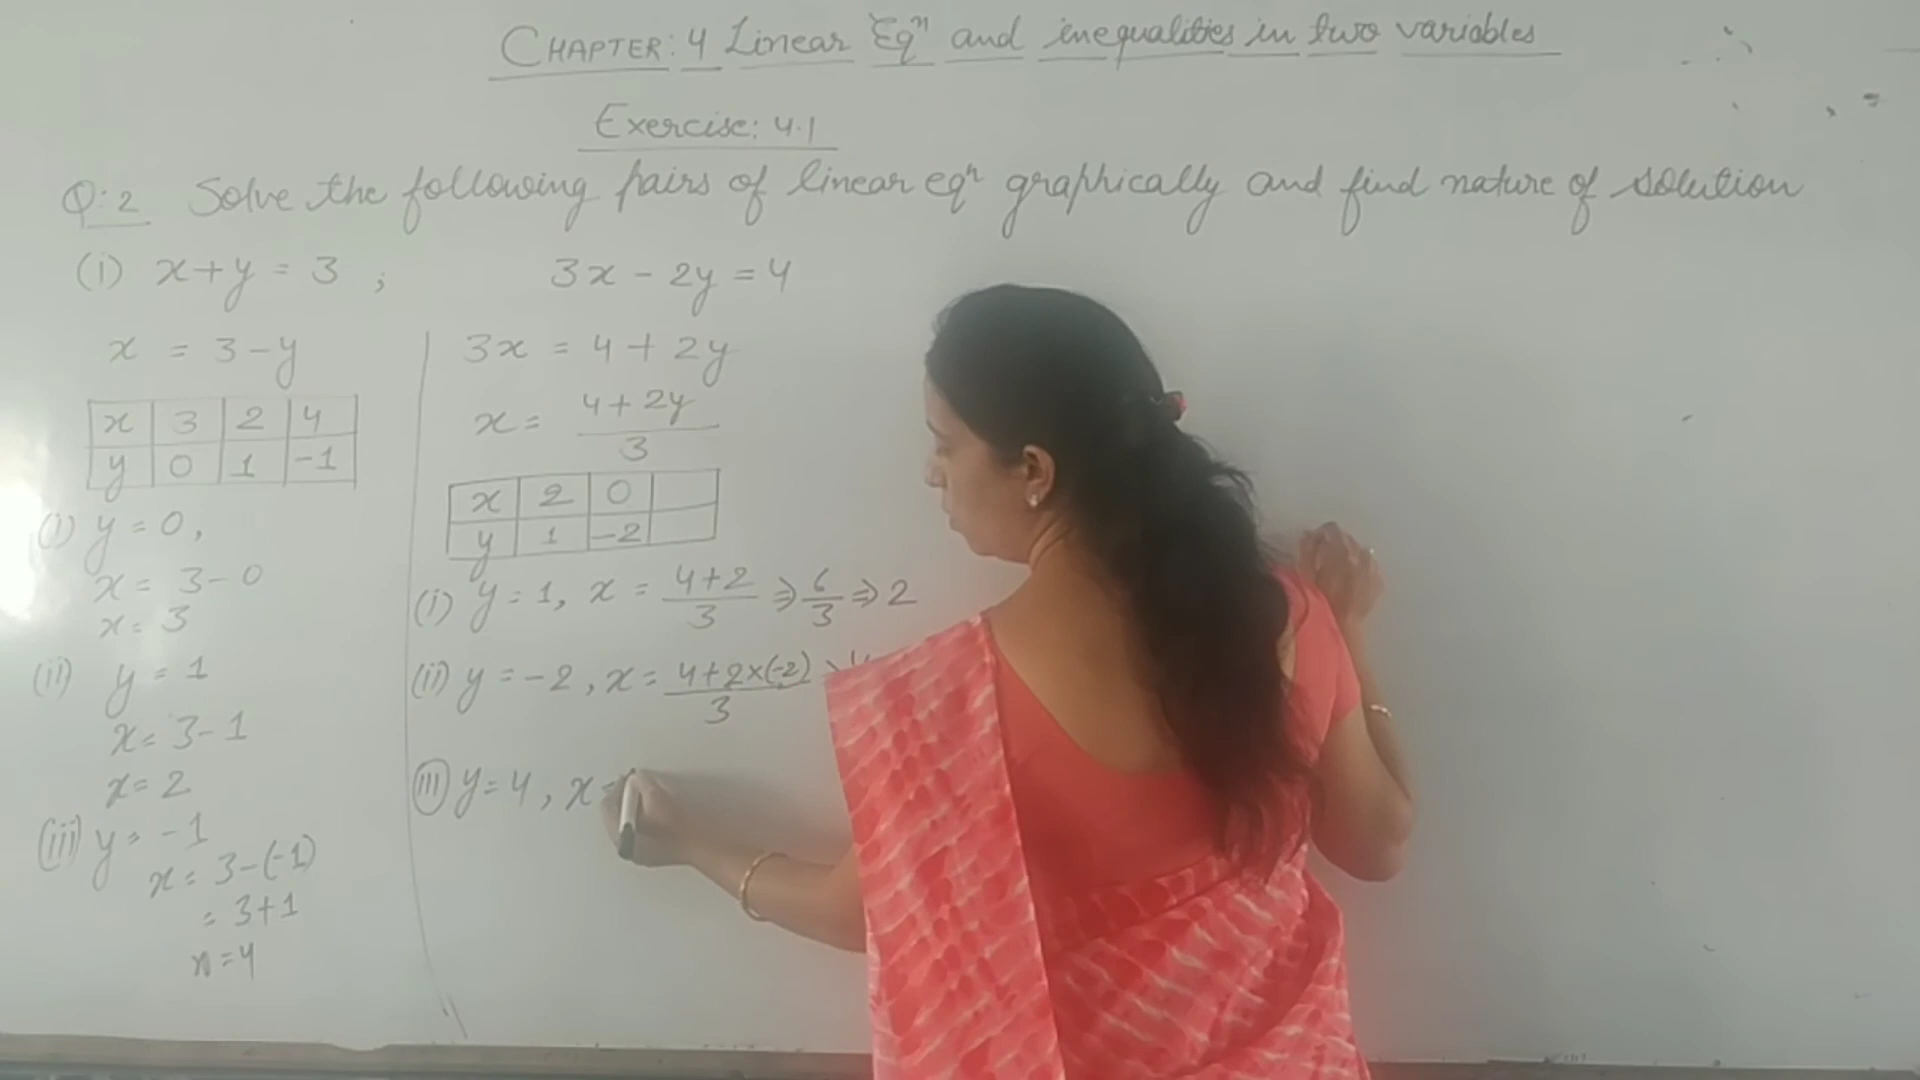 CHAPTER: 4 Linear Eqⁿ and inequalities in two variables
Exercise: 4.1
Q:2 Solve the following pairs of linear eqⁿ graphically and find nature of solution
(i) x+y = 3 ; 3x - 2y = 4
x = 3-y
x 3 2 4
y 0 1 -1
(i) y = 0,
x = 3-0
x = 3
(ii) y = 1
x = 3-1
x = 2
(iii) y = -1
x = 3-(-1)
= 3+1
x = 4
3x = 4 + 2y
x = 4+2y / 3
x 2 0
y 1 -2
(i) y = 1, x = 4+2 / 3 ⇒ 6/3 ⇒ 2
(ii) y = -2, x = 4+2×(-2) / 3
(iii) y = 4, x =